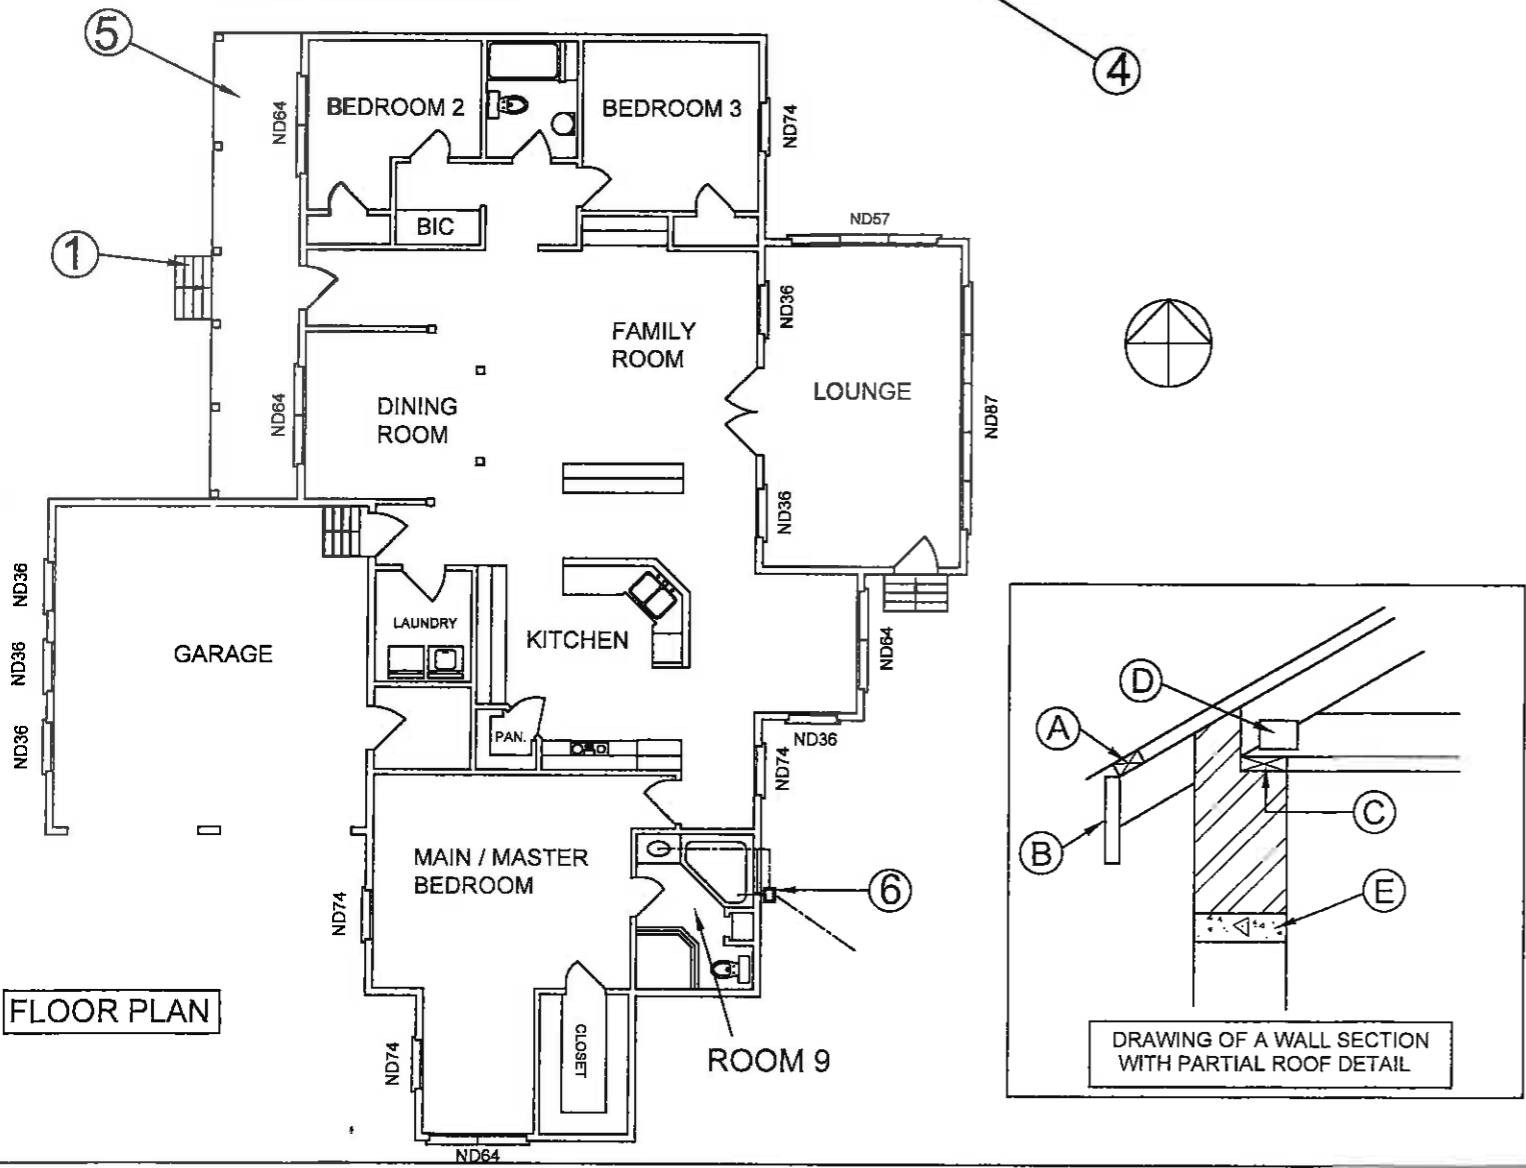 5
4
BEDROOM 2
BEDROOM 3
ND64
ND74
BIC
ND57
1
ND36
FAMILY
ROOM
LOUNGE
DINING
ROOM
ND64
ND87
ND36
ND36
LAUNDRY
GARAGE
KITCHEN
ND64
ND36
D
A
PAN.
ND36
ND36
ND74
C
B
MAIN / MASTER
BEDROOM
6
E
ND74
FLOOR PLAN
CLOSET
ROOM 9
ND74
DRAWING OF A WALL SECTION
WITH PARTIAL ROOF DETAIL
ND64